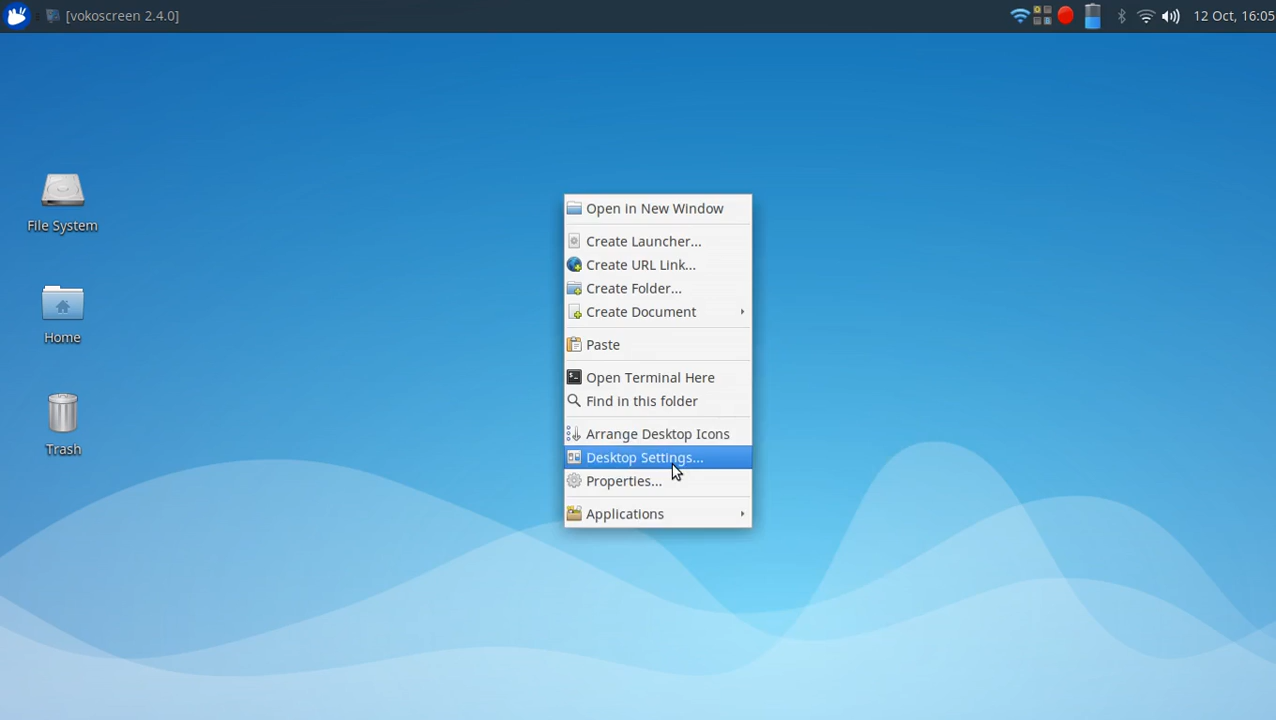 [vokoscreen 2.4.0]
12 Oct, 16:05
File System
Home
Trash
Open in New Window
Create Launcher...
Create URL Link...
Create Folder...
Create Document
Paste
Open Terminal Here
Find in this folder
Arrange Desktop Icons
Desktop Settings...
Properties...
Applications